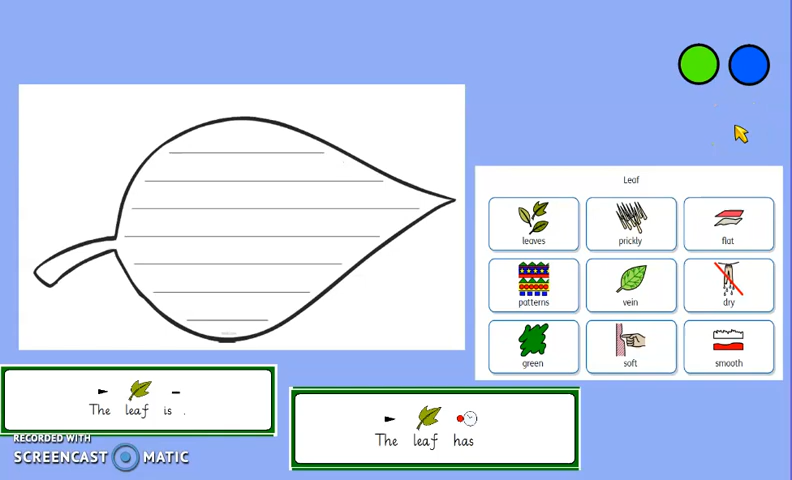 Leaf
leaves prickly flat
patterns vein dry
green soft smooth
The leaf is .
The leaf has
RECORDED WITH
SCREENCAST MATIC